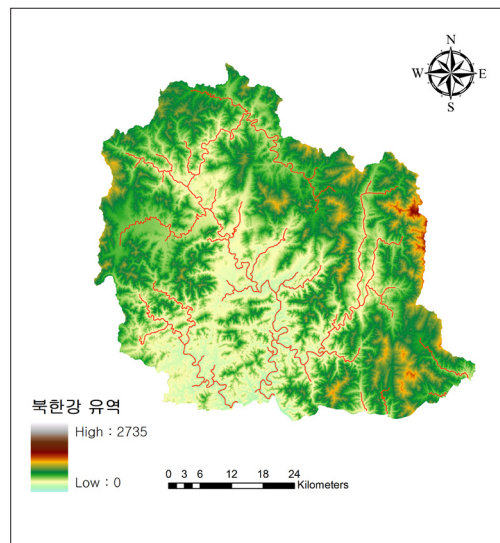 N
W E
S
북한강 유역
High : 2735
Low : 0
0 3 6 12 18 24
Kilometers